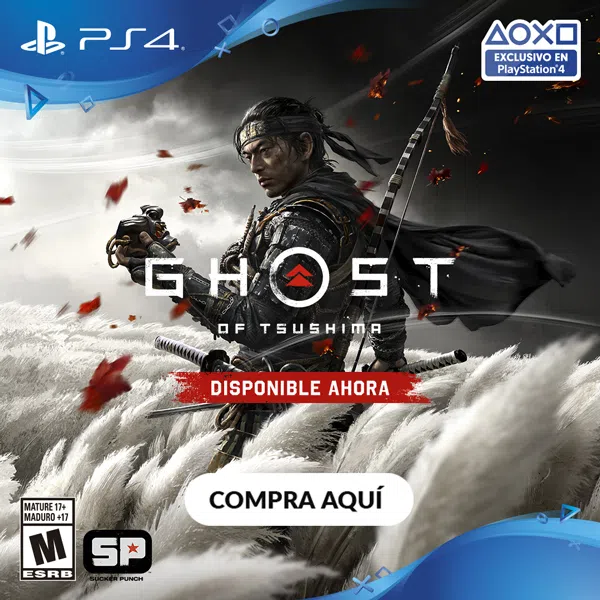 PS4
EXCLUSIVO EN
PlayStation®4
GHOST
OF TSUSHIMA
DISPONIBLE AHORA
COMPRA AQUÍ
MATURE 17+
MADURO +17
M
ESRB
SP
SUCKER PUNCH